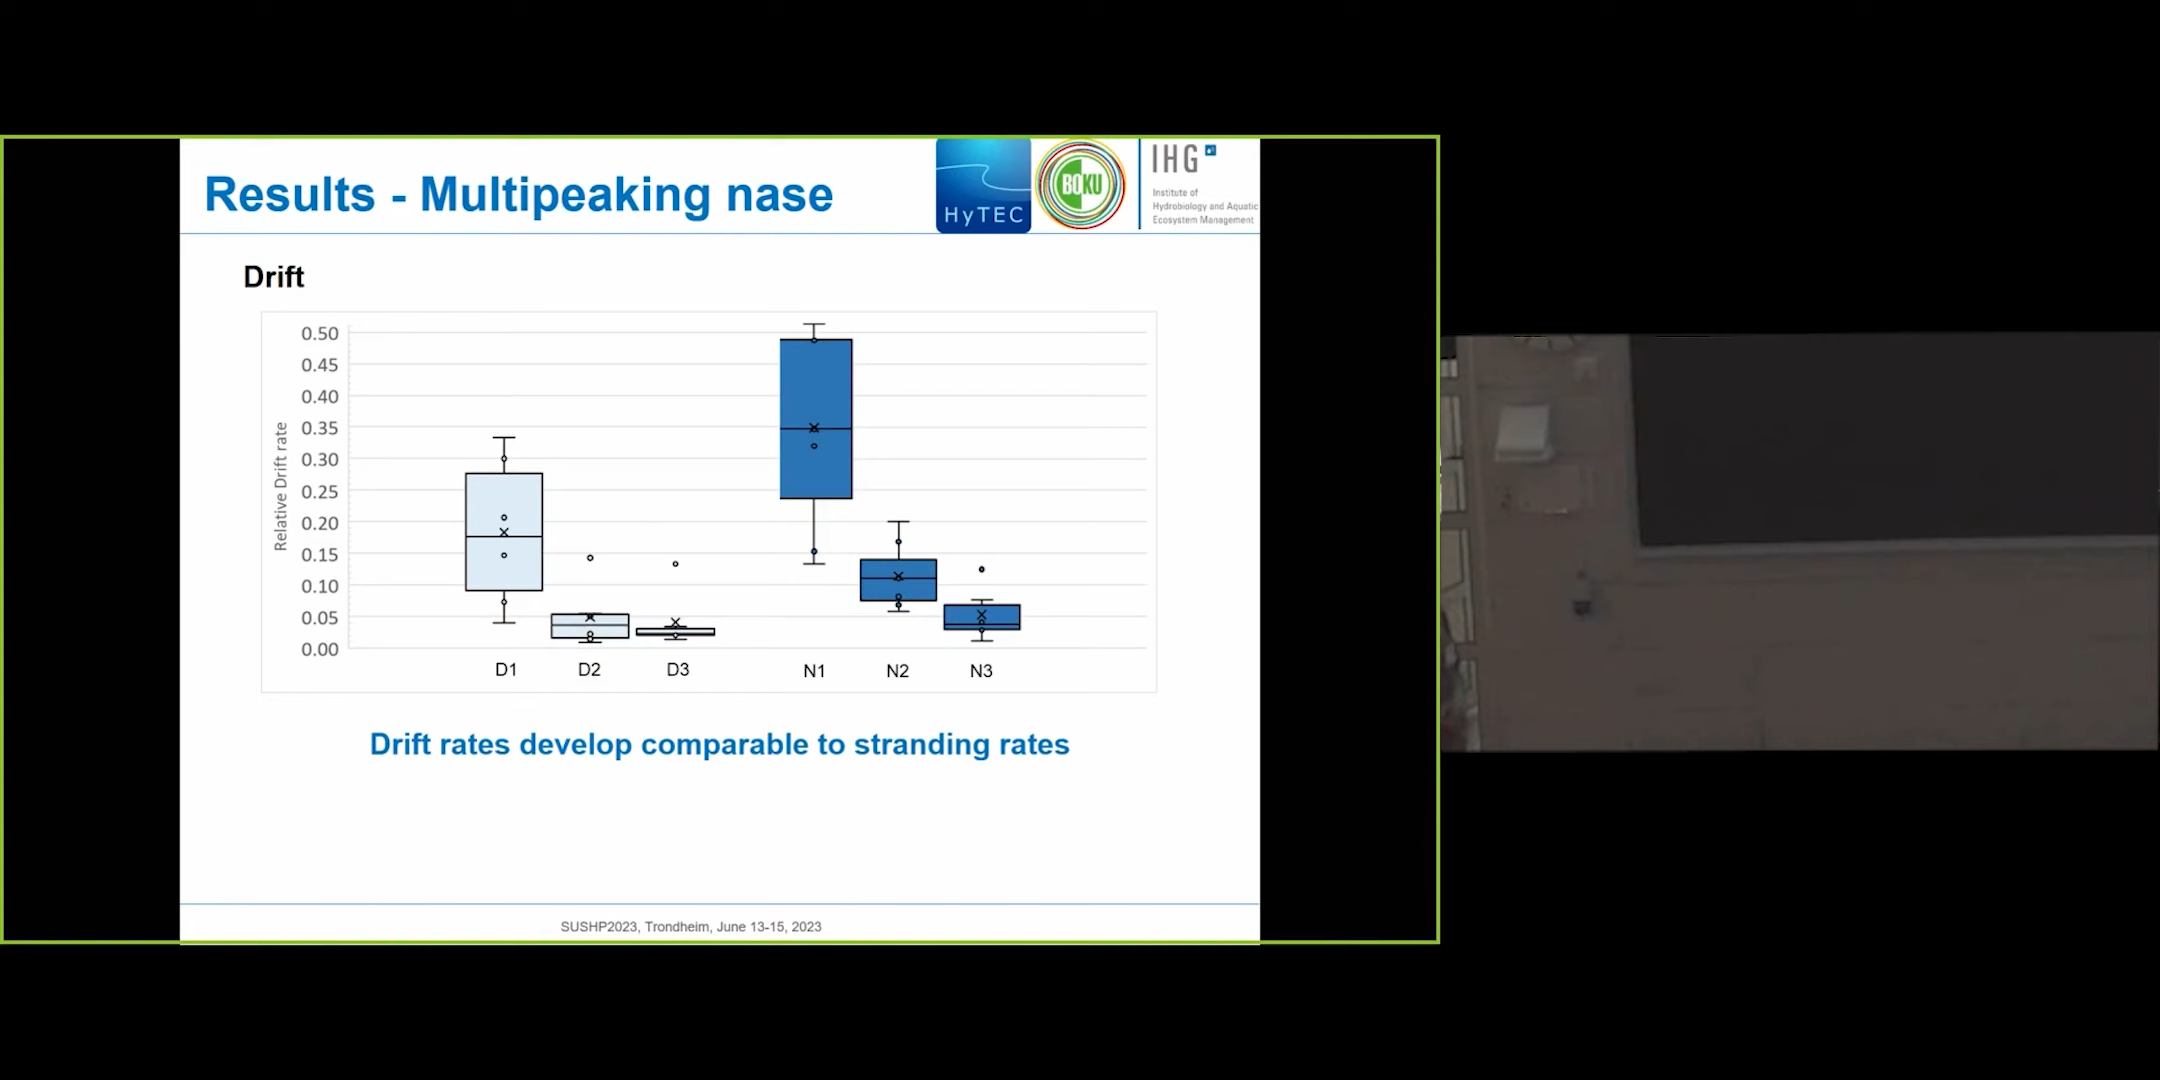 Results - Multipeaking nase
HyTEC
BOKU
IHG
Institute of
Hydrobiology and Aquatic
Ecosystem Management
Drift
Relative Drift rate
0.50
0.45
0.40
0.35
0.30
0.25
0.20
0.15
0.10
0.05
0.00
D1
D2
D3
N1
N2
N3
Drift rates develop comparable to stranding rates
SUSHP2023, Trondheim, June 13-15, 2023